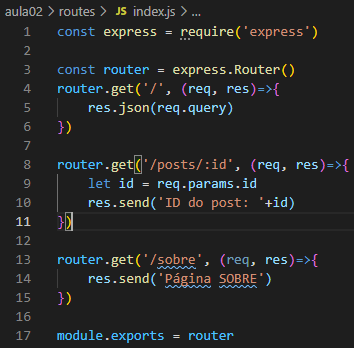 aula02 > routes > JS index.js > ...
1 const express = require('express')
2
3 const router = express.Router()
4 router.get('/', (req, res)=>{
5     res.json(req.query)
6 })
7
8 router.get('/posts/:id', (req, res)=>{
9     let id = req.params.id
10     res.send('ID do post: '+id)
11 })
12
13 router.get('/sobre', (req, res)=>{
14     res.send('Página SOBRE')
15 })
16
17 module.exports = router